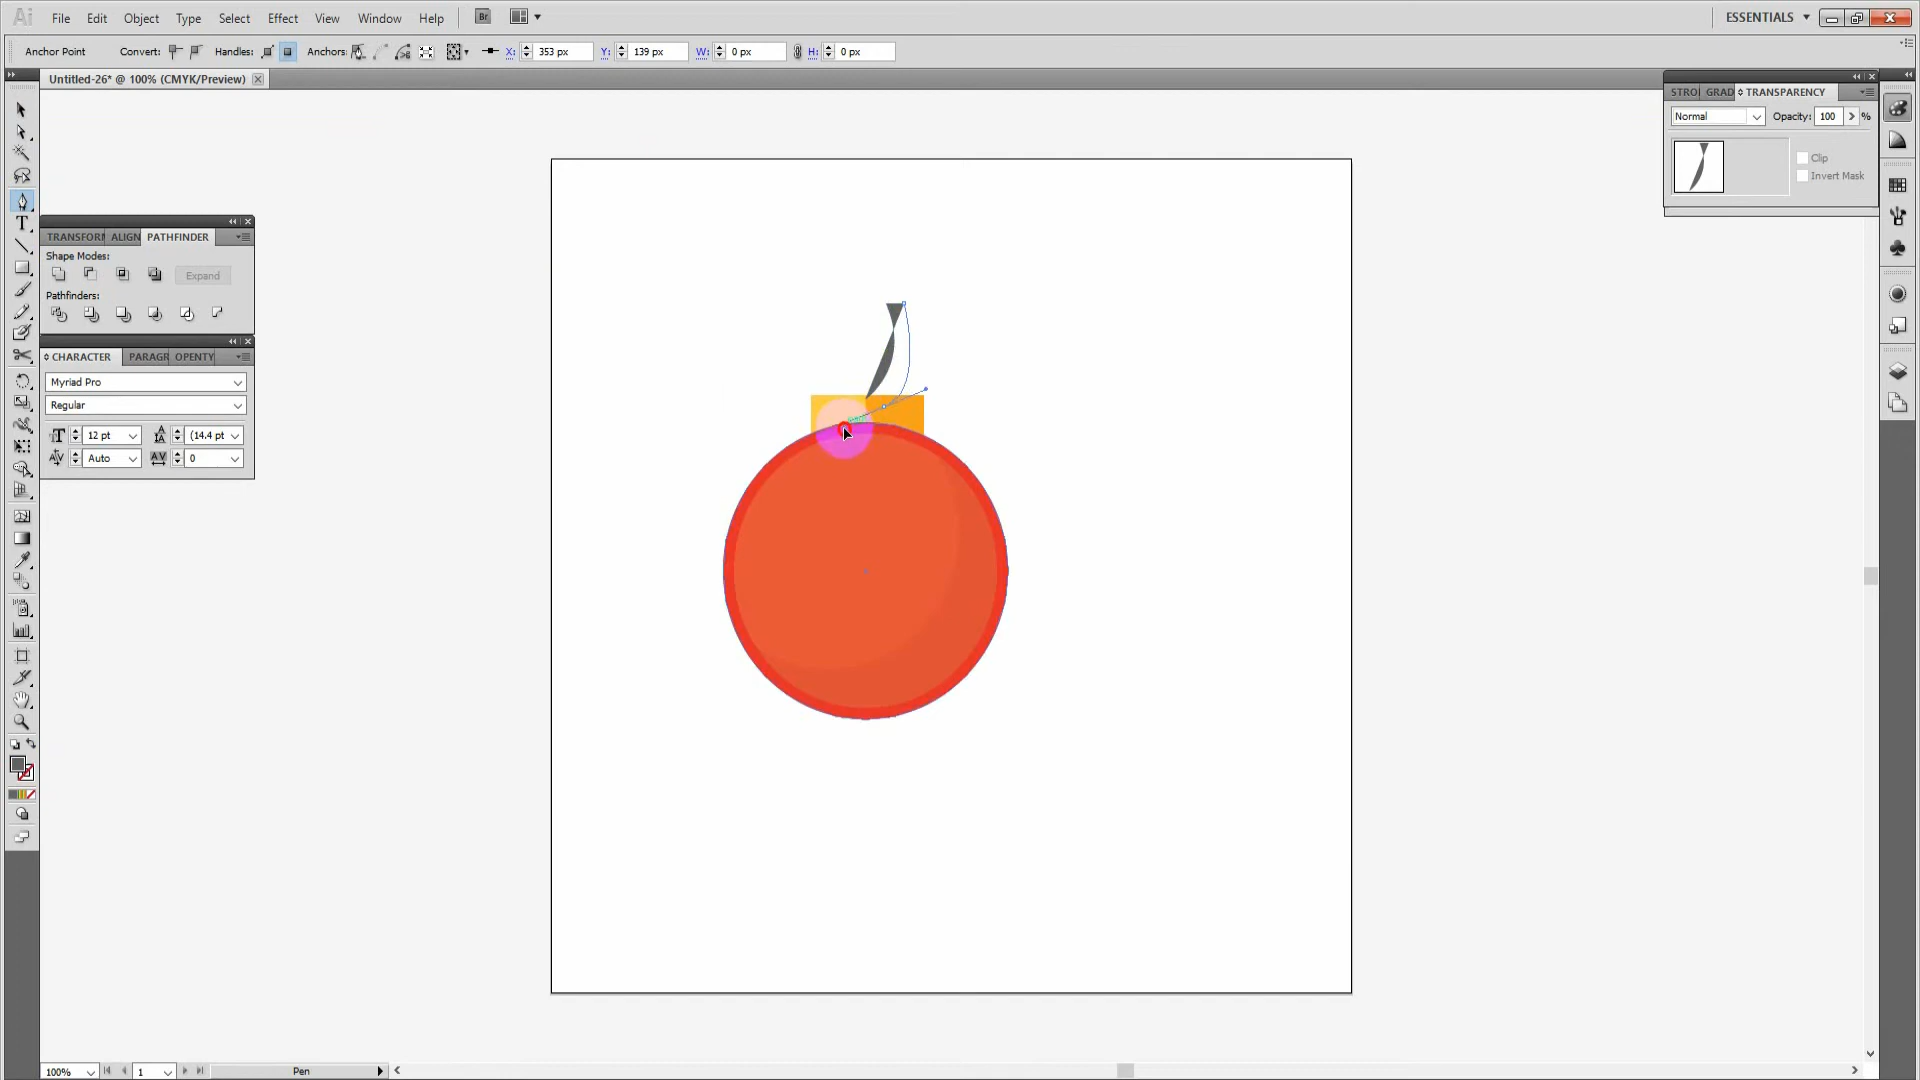 Ai File Edit Object Type Select Effect View Window Help Br ESSENTIALS
Anchor Point Convert: Handles: Anchors: X: 353 px Y: 139 px W: 0 px H: 0 px
Untitled-26* @ 100% (CMYK/Preview)
STRO GRAD TRANSPARENCY
Normal Opacity: 100 %
Clip
Invert Mask
TRANSFORM ALIGN PATHFINDER
Shape Modes:
Expand
Pathfinders:
CHARACTER PARAGR OPENTY
Myriad Pro
Regular
12 pt (14.4 pt
Auto 0
100% 1 Pen